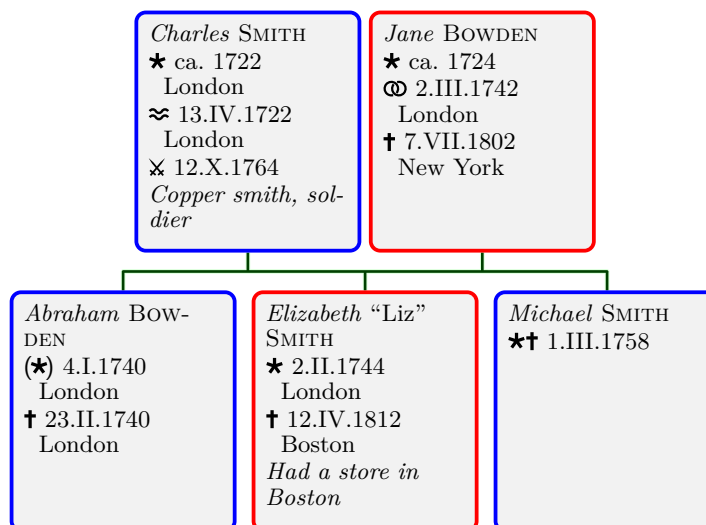 Charles SMITH
* ca. 1722
London
≈ 13.IV.1722
London
⚔ 12.X.1764
Copper smith, sol-
dier
Jane BOWDEN
* ca. 1724
⚭ 2.III.1742
London
† 7.VII.1802
New York
Abraham BOW-
DEN
(*) 4.I.1740
London
† 23.II.1740
London
Elizabeth “Liz”
SMITH
* 2.II.1744
London
† 12.IV.1812
Boston
Had a store in
Boston
Michael SMITH
*† 1.III.1758